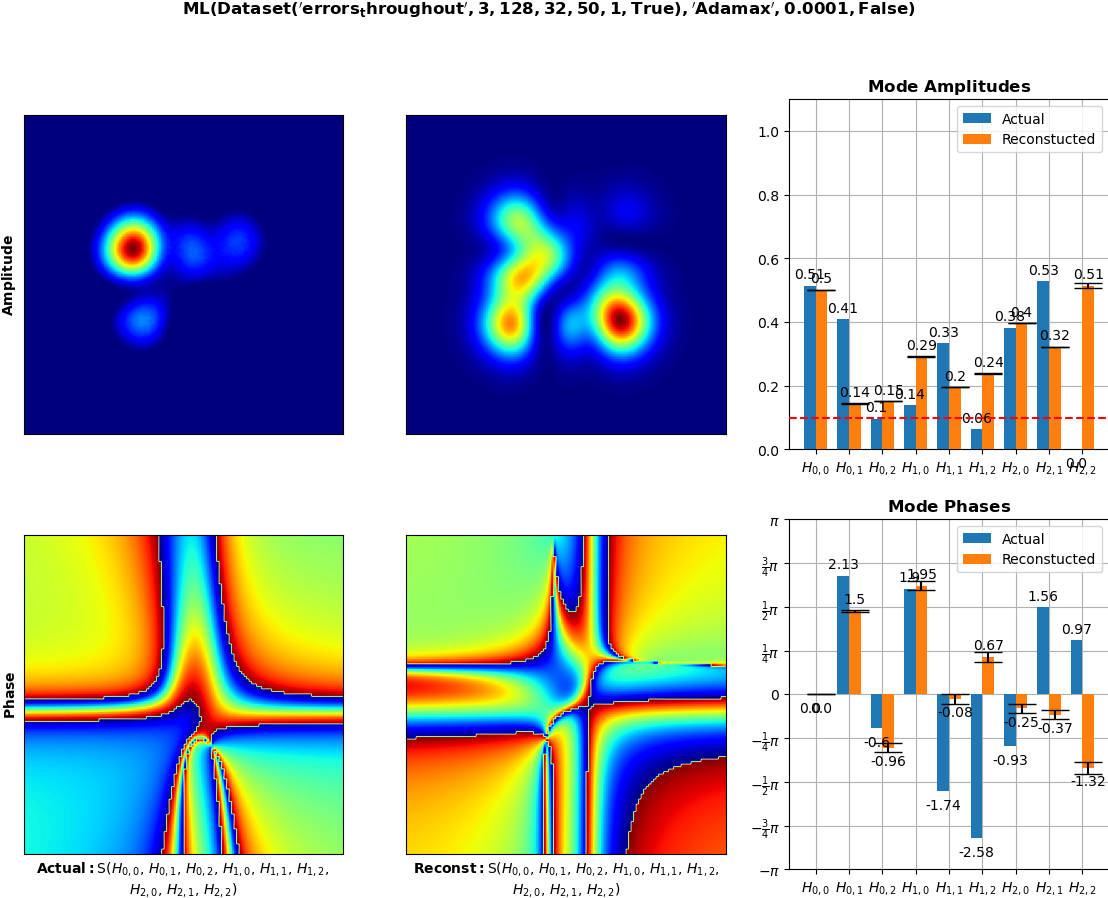 ML(Dataset('errors_throughout', 3, 128, 32, 50, 1, True), 'Adamax', 0.0001, False)
Amplitude
Mode Amplitudes
Actual
Reconstucted
1.0
0.8
0.6
0.4
0.2
0.0
0.51
0.5
0.41
0.14
0.1
0.15
0.14
0.29
0.33
0.2
0.06
0.24
0.38
0.4
0.53
0.32
0.0
0.51
H0,0 H0,1 H0,2 H1,0 H1,1 H1,2 H2,0 H2,1 H2,2
Phase
Actual: S(H0,0, H0,1, H0,2, H1,0, H1,1, H1,2,
H2,0, H2,1, H2,2)
Reconst: S(H0,0, H0,1, H0,2, H1,0, H1,1, H1,2,
H2,0, H2,1, H2,2)
Mode Phases
Actual
Reconstucted
π
3/4π
1/2π
1/4π
0
−1/4π
−1/2π
−3/4π
−π
0.0
0.0
2.13
1.5
-0.6
-0.96
1.95
-1.74
-0.08
-2.58
0.67
-0.93
-0.25
1.56
-0.37
0.97
-1.32
H0,0 H0,1 H0,2 H1,0 H1,1 H1,2 H2,0 H2,1 H2,2